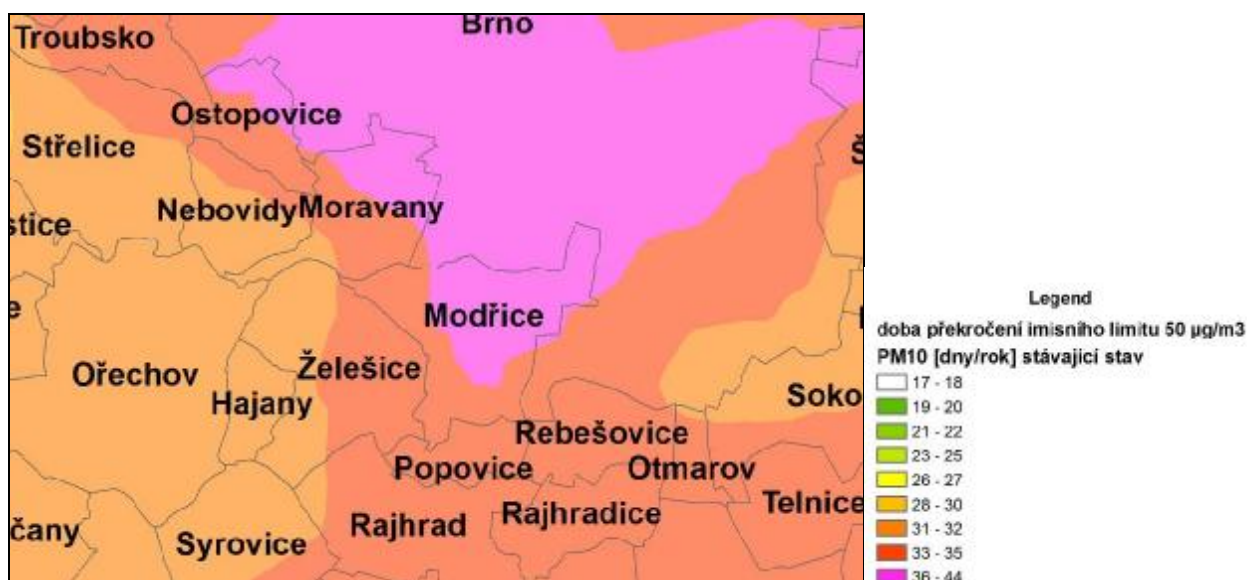 Brno
Troubsko
Ostopovice
Střelice
Š
Nebovidy
Moravany
stice
e
Modřice
Želešice
Ořechov
Hajany
Soko
Rebešovice
Popovice
Otmarov
Telnice
Rajhrad
Rajhradice
čany
Syrovice
Legend
doba překročení imisního limitu 50 µg/m3
PM10 [dny/rok] stávající stav
17 - 18
19 - 20
21 - 22
23 - 25
26 - 27
28 - 30
31 - 32
33 - 35
36 - 44